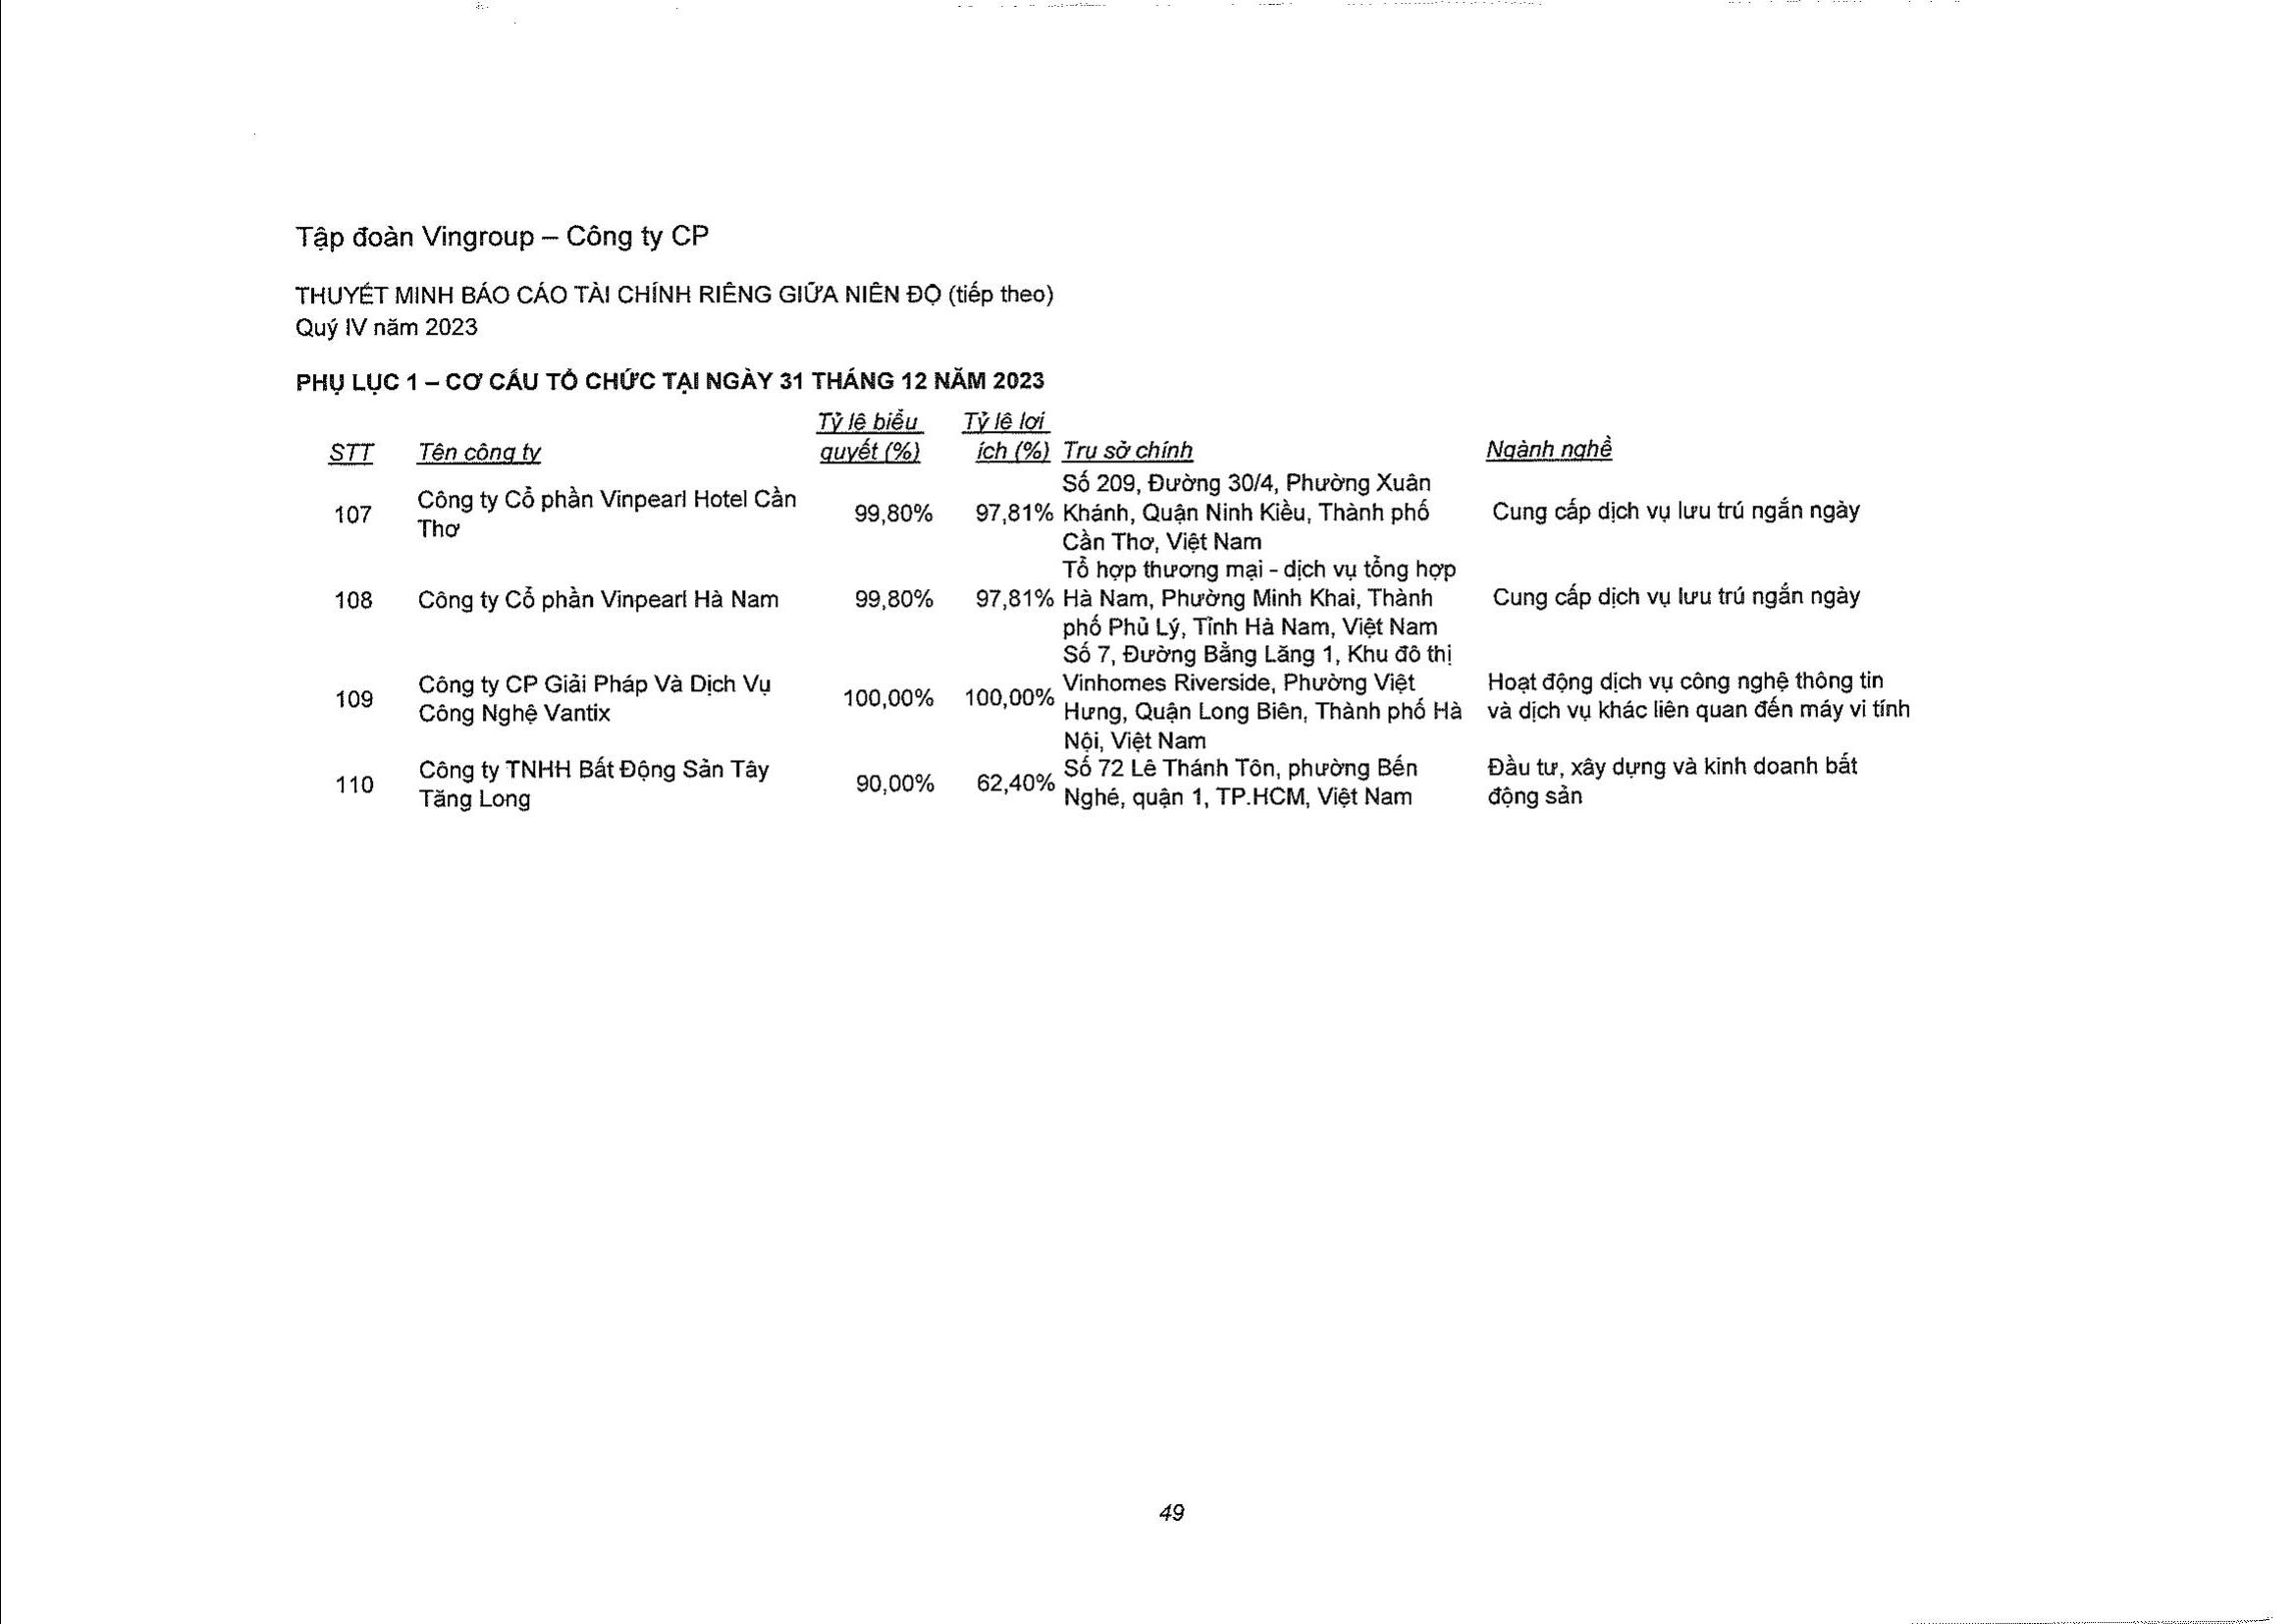 Tập đoàn Vingroup – Công ty CP
THUYẾT MINH BÁO CÁO TÀI CHÍNH RIÊNG GIỮA NIÊN ĐỘ (tiếp theo)
Quý IV năm 2023
PHỤ LỤC 1 – CƠ CẤU TỔ CHỨC TẠI NGÀY 31 THÁNG 12 NĂM 2023
STT Tên công ty Tỷ lệ biểu quyết (%) Tỷ lệ lợi ích (%) Trụ sở chính Ngành nghề
107 Công ty Cổ phần Vinpearl Hotel Cần Thơ 99,80% 97,81% Số 209, Đường 30/4, Phường Xuân Khánh, Quận Ninh Kiều, Thành phố Cần Thơ, Việt Nam Cung cấp dịch vụ lưu trú ngắn ngày
108 Công ty Cổ phần Vinpearl Hà Nam 99,80% 97,81% Tổ hợp thương mại - dịch vụ tổng hợp Hà Nam, Phường Minh Khai, Thành phố Phủ Lý, Tỉnh Hà Nam, Việt Nam Cung cấp dịch vụ lưu trú ngắn ngày
109 Công ty CP Giải Pháp Và Dịch Vụ Công Nghệ Vantix 100,00% 100,00% Số 7, Đường Bằng Lăng 1, Khu đô thị Vinhomes Riverside, Phường Việt Hưng, Quận Long Biên, Thành phố Hà Nội, Việt Nam Hoạt động dịch vụ công nghệ thông tin và dịch vụ khác liên quan đến máy vi tính
110 Công ty TNHH Bất Động Sản Tây Tăng Long 90,00% 62,40% Số 72 Lê Thánh Tôn, phường Bến Nghé, quận 1, TP.HCM, Việt Nam Đầu tư, xây dựng và kinh doanh bất động sản
49